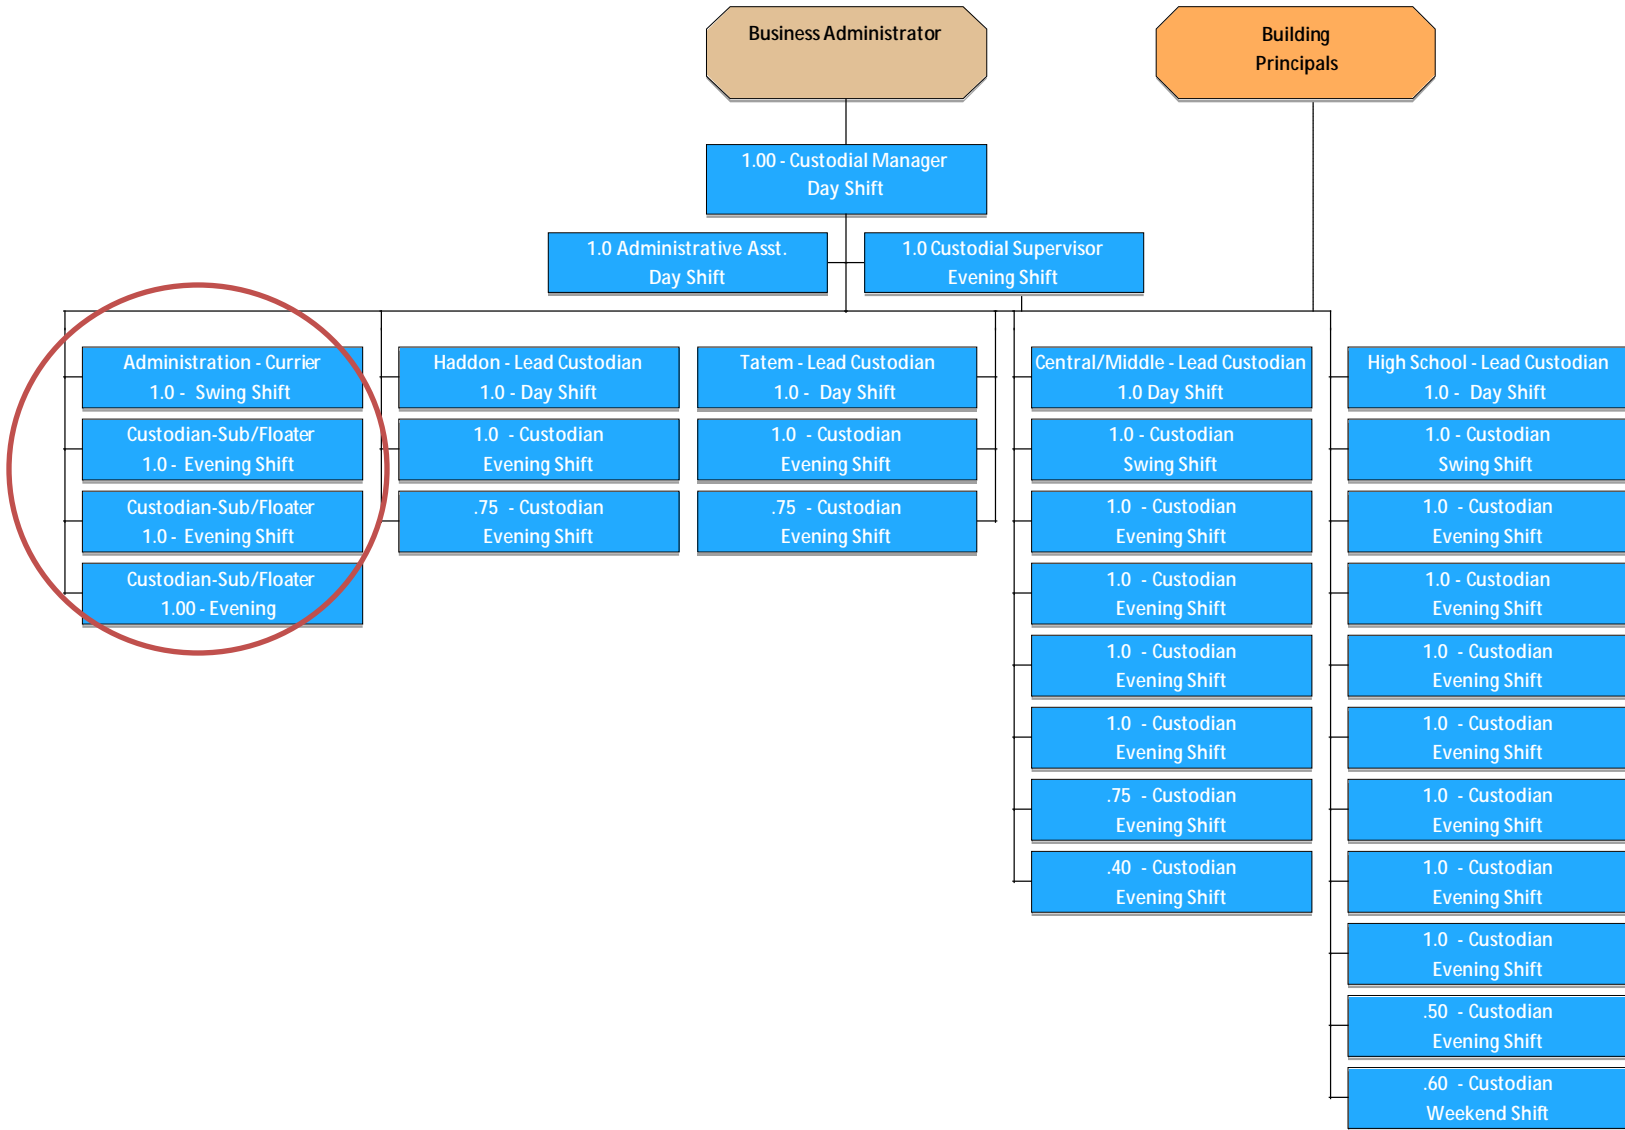 Business Administrator
Building
Principals
1.00 - Custodial Manager
Day Shift
1.0 Administrative Asst.
Day Shift
1.0 Custodial Supervisor
Evening Shift
Administration - Currier
1.0 - Swing Shift
Custodian-Sub/Floater
1.0 - Evening Shift
Custodian-Sub/Floater
1.0 - Evening Shift
Custodian-Sub/Floater
1.00 - Evening
Haddon - Lead Custodian
1.0 - Day Shift
1.0 - Custodian
Evening Shift
.75 - Custodian
Evening Shift
Tatem - Lead Custodian
1.0 - Day Shift
1.0 - Custodian
Evening Shift
.75 - Custodian
Evening Shift
Central/Middle - Lead Custodian
1.0 Day Shift
1.0 - Custodian
Swing Shift
1.0 - Custodian
Evening Shift
1.0 - Custodian
Evening Shift
1.0 - Custodian
Evening Shift
1.0 - Custodian
Evening Shift
.75 - Custodian
Evening Shift
.40 - Custodian
Evening Shift
High School - Lead Custodian
1.0 - Day Shift
1.0 - Custodian
Swing Shift
1.0 - Custodian
Evening Shift
1.0 - Custodian
Evening Shift
1.0 - Custodian
Evening Shift
1.0 - Custodian
Evening Shift
1.0 - Custodian
Evening Shift
1.0 - Custodian
Evening Shift
1.0 - Custodian
Evening Shift
.50 - Custodian
Evening Shift
.60 - Custodian
Weekend Shift